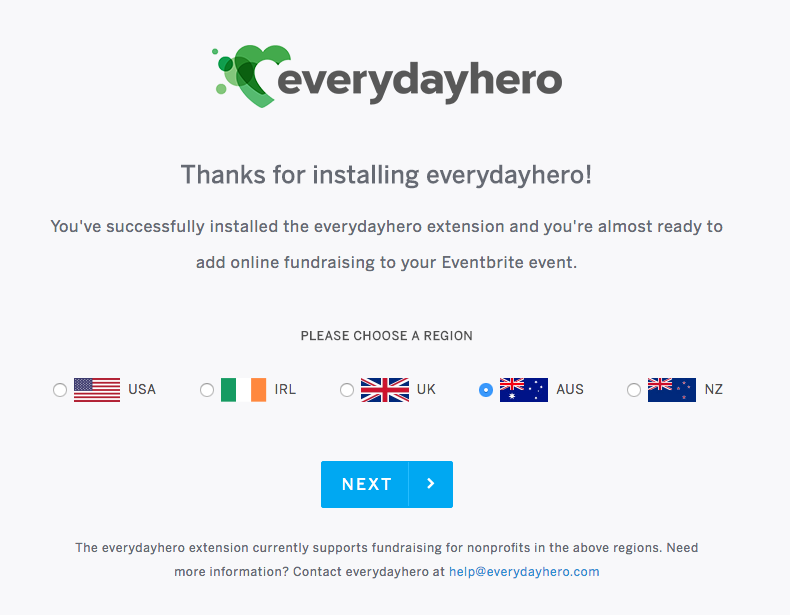 everydayhero
Thanks for installing everydayhero!
You've successfully installed the everydayhero extension and you're almost ready to
add online fundraising to your Eventbrite event.
PLEASE CHOOSE A REGION
USA IRL UK AUS NZ
NEXT
The everydayhero extension currently supports fundraising for nonprofits in the above regions. Need
more information? Contact everydayhero at help@everydayhero.com